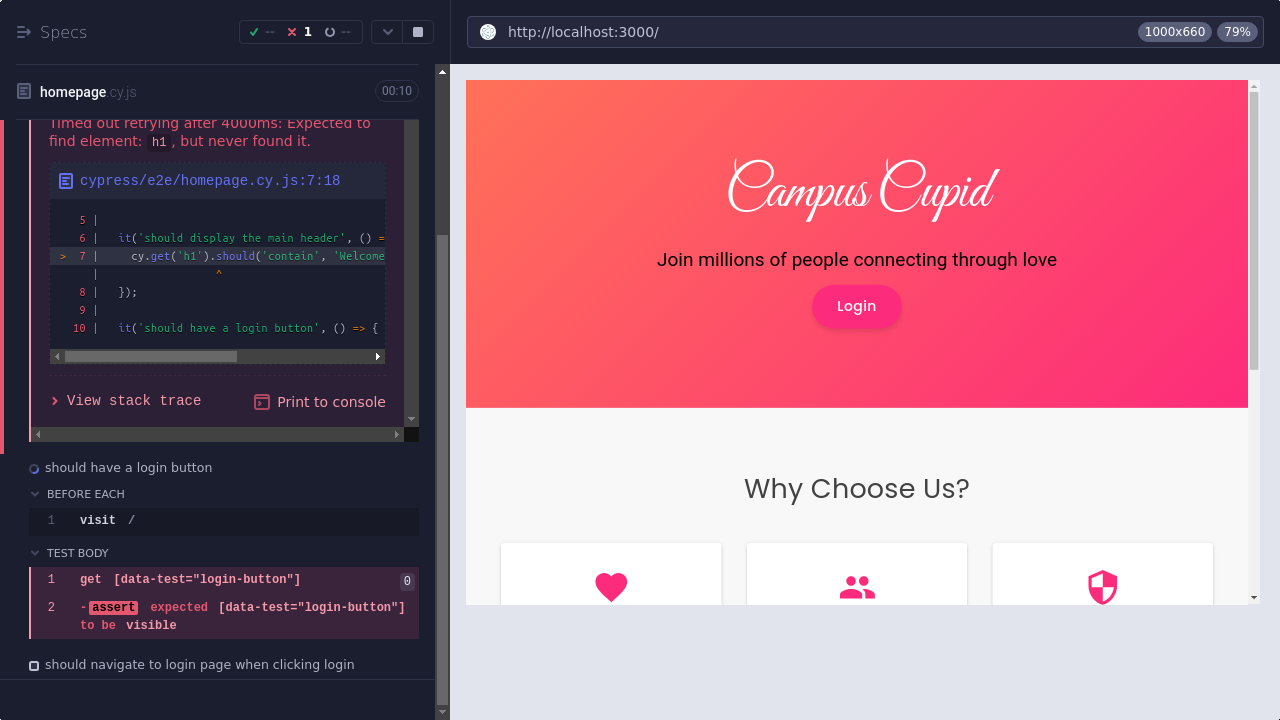 Specs
-- 1 --
homepage.cy.js
00:10
Timed out retrying after 4000ms: Expected to
find element: h1, but never found it.
cypress/e2e/homepage.cy.js:7:18
5 |
6 |   it('should display the main header', () =
> 7 |     cy.get('h1').should('contain', 'Welcome
|                  ^
8 |   });
9 |
10 |   it('should have a login button', () => {
View stack trace
Print to console
should have a login button
BEFORE EACH
1 visit /
TEST BODY
1 get [data-test="login-button"] 0
2 -assert expected [data-test="login-button"]
to be visible
should navigate to login page when clicking login
http://localhost:3000/
1000x660 79%
Campus Cupid
Join millions of people connecting through love
Login
Why Choose Us?